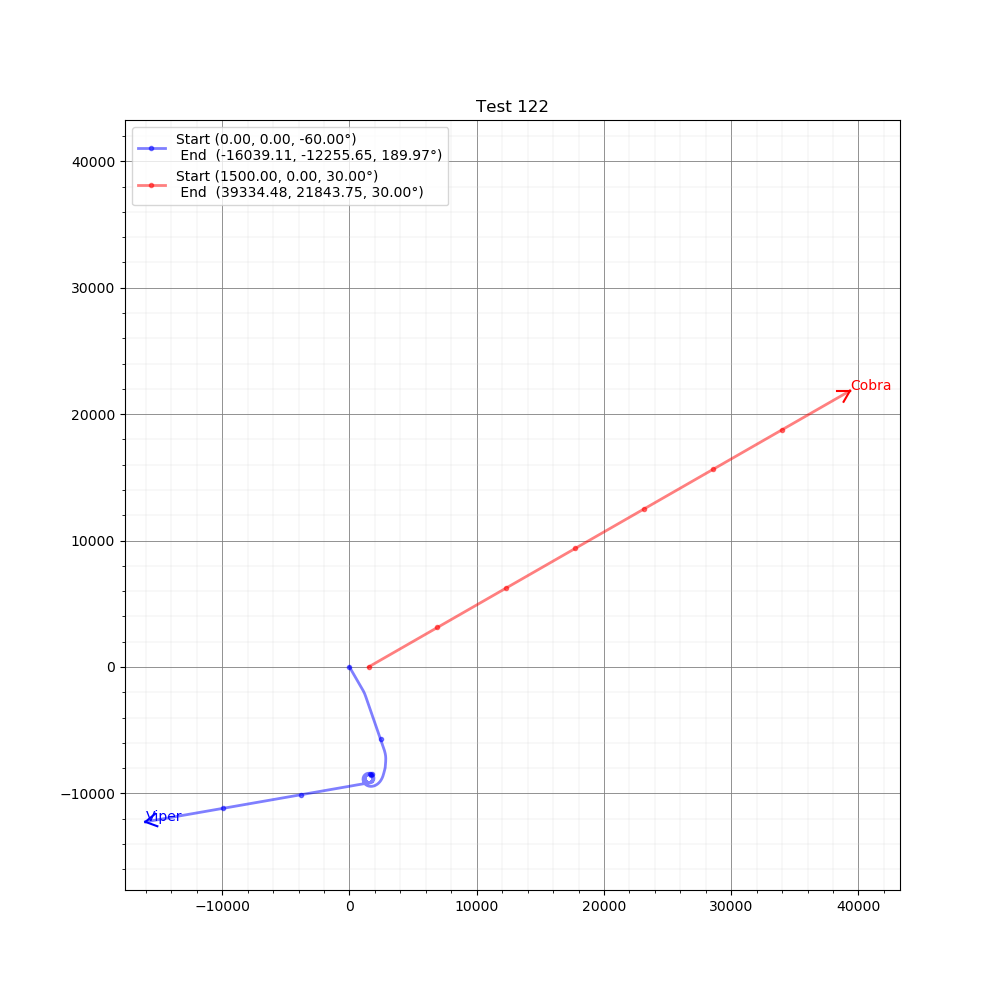 Test 122
Start (0.00, 0.00, -60.00°)
End (-16039.11, -12255.65, 189.97°)
Start (1500.00, 0.00, 30.00°)
End (39334.48, 21843.75, 30.00°)
40000
30000
20000
10000
0
−10000
Cobra
Viper
−10000
0
10000
20000
30000
40000